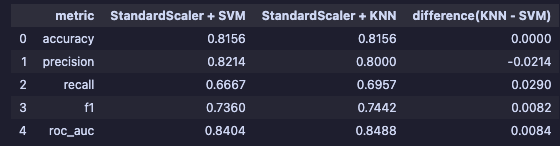 metric StandardScaler + SVM StandardScaler + KNN difference(KNN - SVM)
0 accuracy 0.8156 0.8156 0.0000
1 precision 0.8214 0.8000 -0.0214
2 recall 0.6667 0.6957 0.0290
3 f1 0.7360 0.7442 0.0082
4 roc_auc 0.8404 0.8488 0.0084